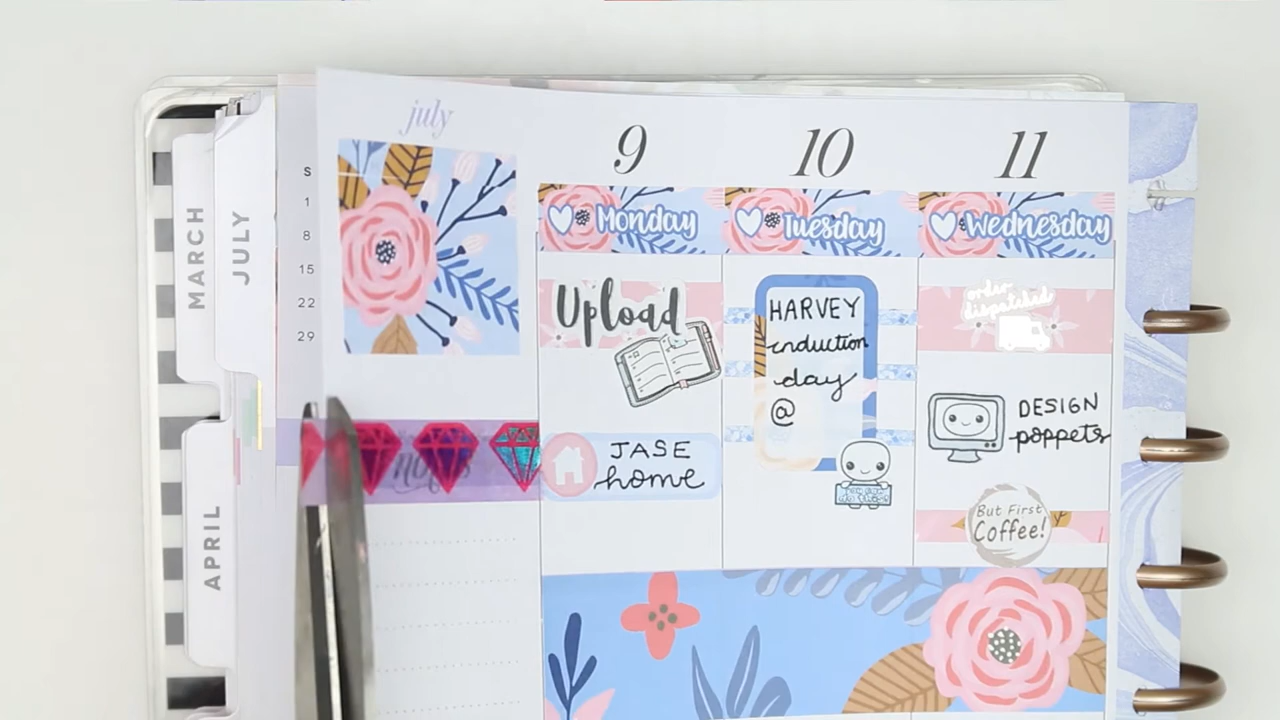 july
S
1
8
15
22
29
MARCH
JULY
APRIL
notes
9
Monday
Upload
JASE
home
10
Tuesday
HARVEY
induction
day
@
11
Wednesday
order
dispatched
DESIGN
poppets
But First
Coffee!